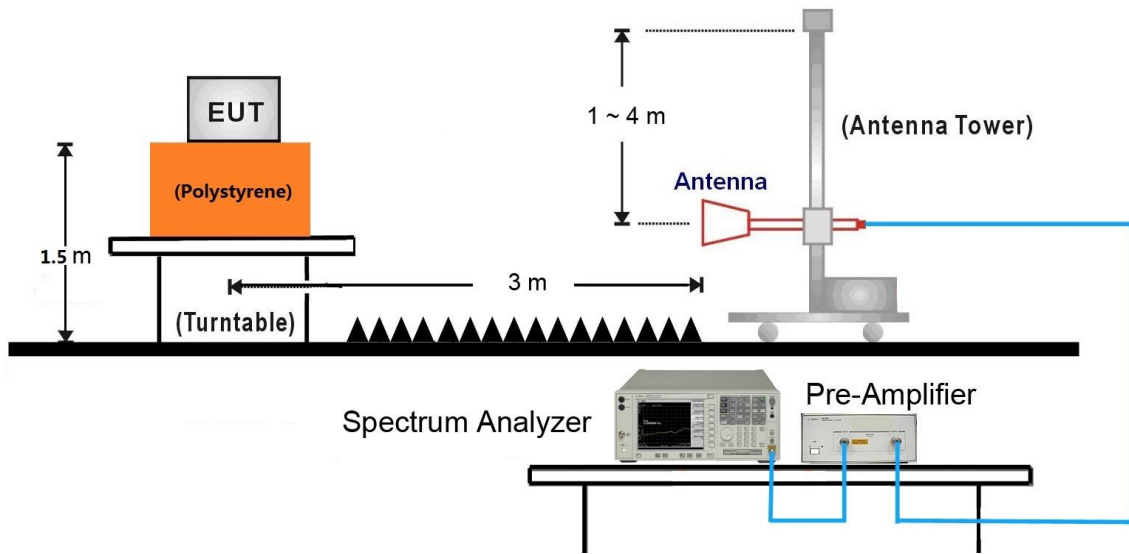 EUT
(Polystyrene)
1.5 m
(Turntable)
3 m
1 ~ 4 m
(Antenna Tower)
Antenna
Spectrum Analyzer
Pre-Amplifier